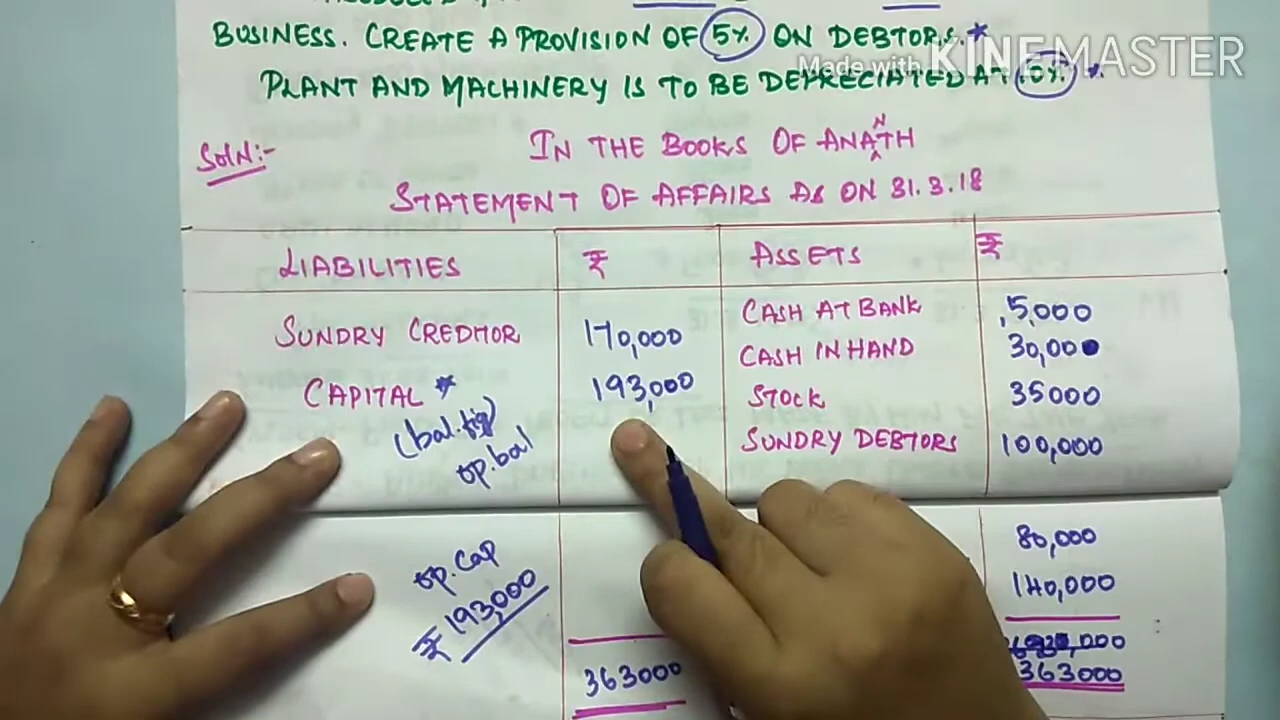 BUSINESS. CREATE A PROVISION OF 5% ON DEBTORS.*
Made with KINEMASTER
PLANT AND MACHINERY IS TO BE DEPRECIATED AT
SOLN:-
IN THE BOOKS OF ANANTH
STATEMENT OF AFFAIRS AS ON 31.3.18
LIABILITIES ₹ ASSETS ₹
SUNDRY CREDITOR 170,000 CASH AT BANK 5,000
CASH IN HAND 30,000
CAPITAL * 193,000 STOCK 35000
(bal.fig)
op.bal
SUNDRY DEBTORS 100,000
80,000
op.cap 140,000
₹193,000
363000 363000